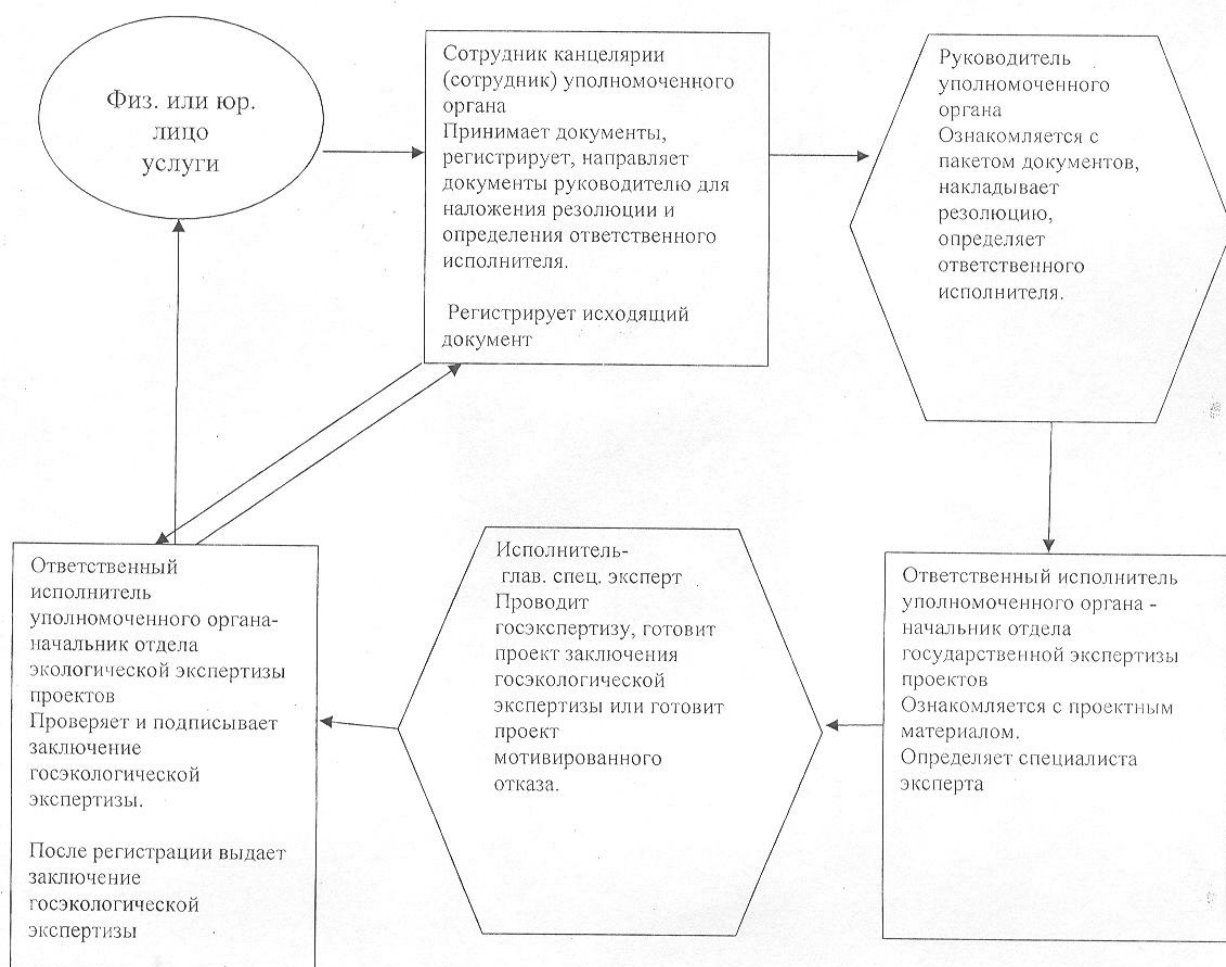 Физ. или юр.
лицо
услуги
Сотрудник канцелярии
(сотрудник) уполномоченного
органа
Принимает документы,
регистрирует, направляет
документы руководителю для
наложения резолюции и
определения ответственного
исполнителя.
Регистрирует исходящий
документ
Руководитель
уполномоченного
органа
Ознакомляется с
пакетом документов,
накладывает
резолюцию,
определяет
ответственного
исполнителя.
Ответственный
исполнитель
уполномоченного органа-
начальник отдела
экологической экспертизы
проектов
Проверяет и подписывает
заключение
госэкологической
экспертизы.
После регистрации выдает
заключение
госэкологической
экспертизы
Исполнитель-
глав. спец. эксперт
Проводит
госэкспертизу, готовит
проект заключения
госэкологической
экспертизы или готовит
проект
мотивированного
отказа.
Ответственный исполнитель
уполномоченного органа -
начальник отдела
государственной экспертизы
проектов
Ознакомляется с проектным
материалом.
Определяет специалиста
эксперта